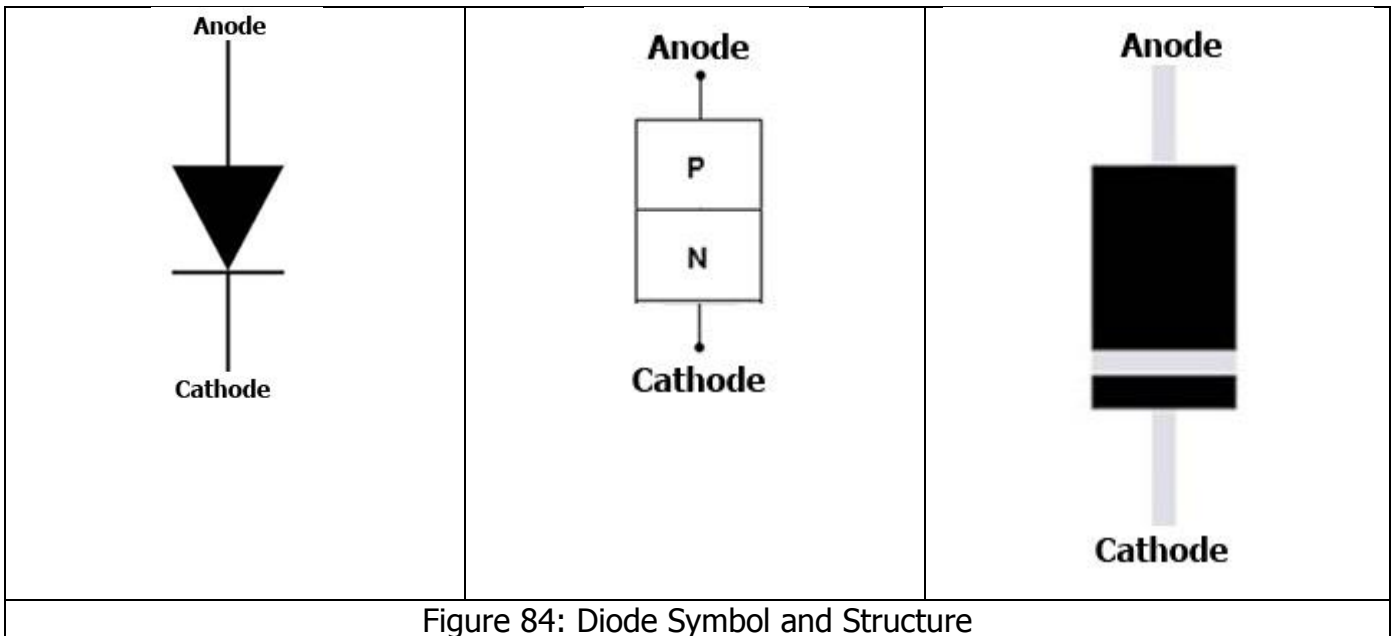 Anode
Cathode
Anode
P
N
Cathode
Anode
Cathode
Figure 84: Diode Symbol and Structure